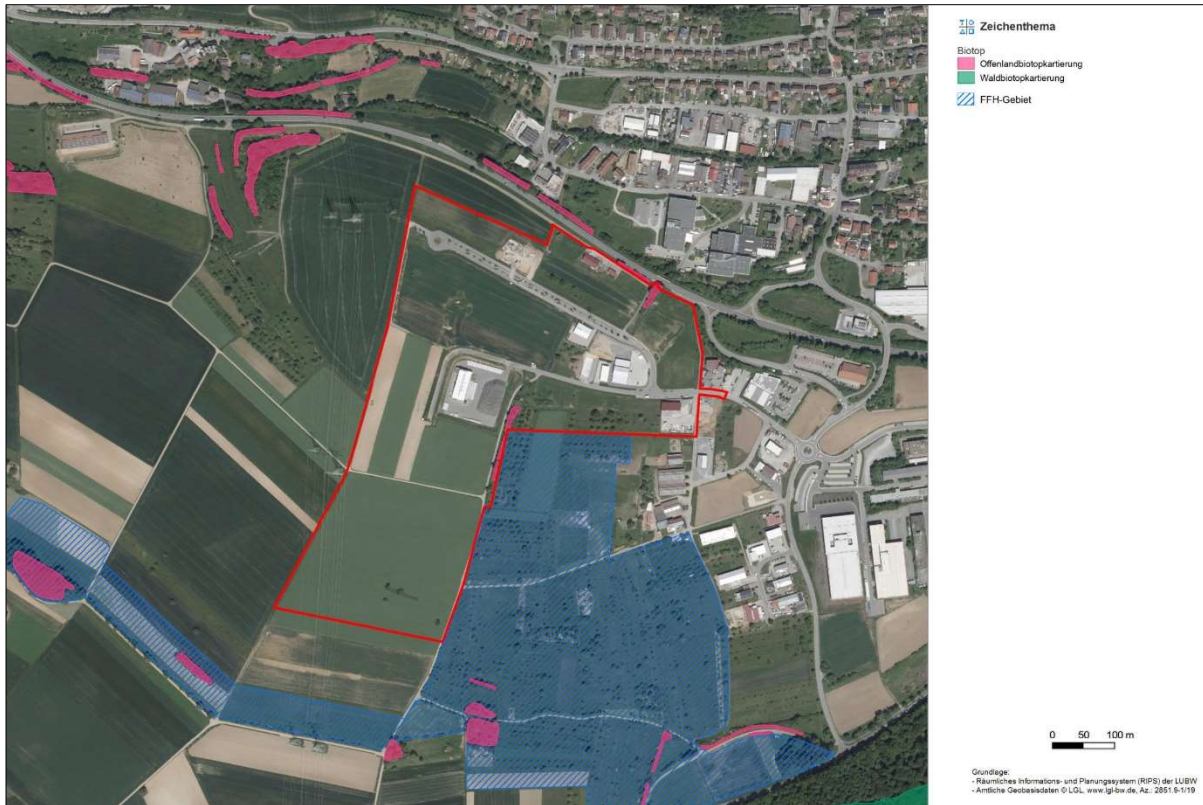 Zeichenthema
Biotop
Offenlandbiotopkartierung
Waldbiotopkartierung
FFH-Gebiet
0 50 100 m
Grundlage:
- Räumliches Informations- und Planungssystem (RIPS) der LUBW
- Amtliche Geobasisdaten © LGL, www.lgl-bw.de, Az.: 2851.9-1/19